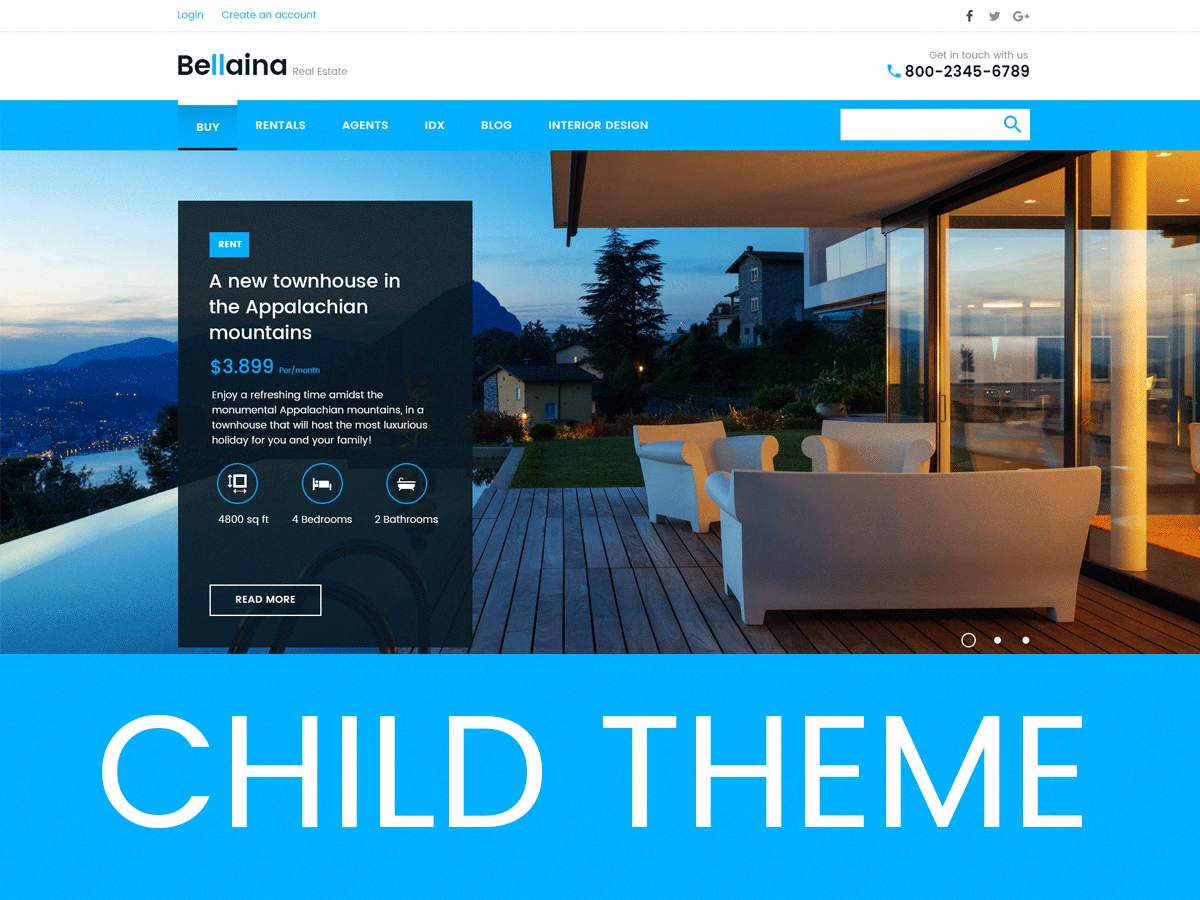 Login Create an account
Bellaina Real Estate
Get in touch with us
800-2345-6789
BUY RENTALS AGENTS IDX BLOG INTERIOR DESIGN
RENT
A new townhouse in
the Appalachian
mountains
$3.899 Per/month
Enjoy a refreshing time amidst the
monumental Appalachian mountains, in a
townhouse that will host the most luxurious
holiday for you and your family!
4800 sq ft 4 Bedrooms 2 Bathrooms
READ MORE
CHILD THEME